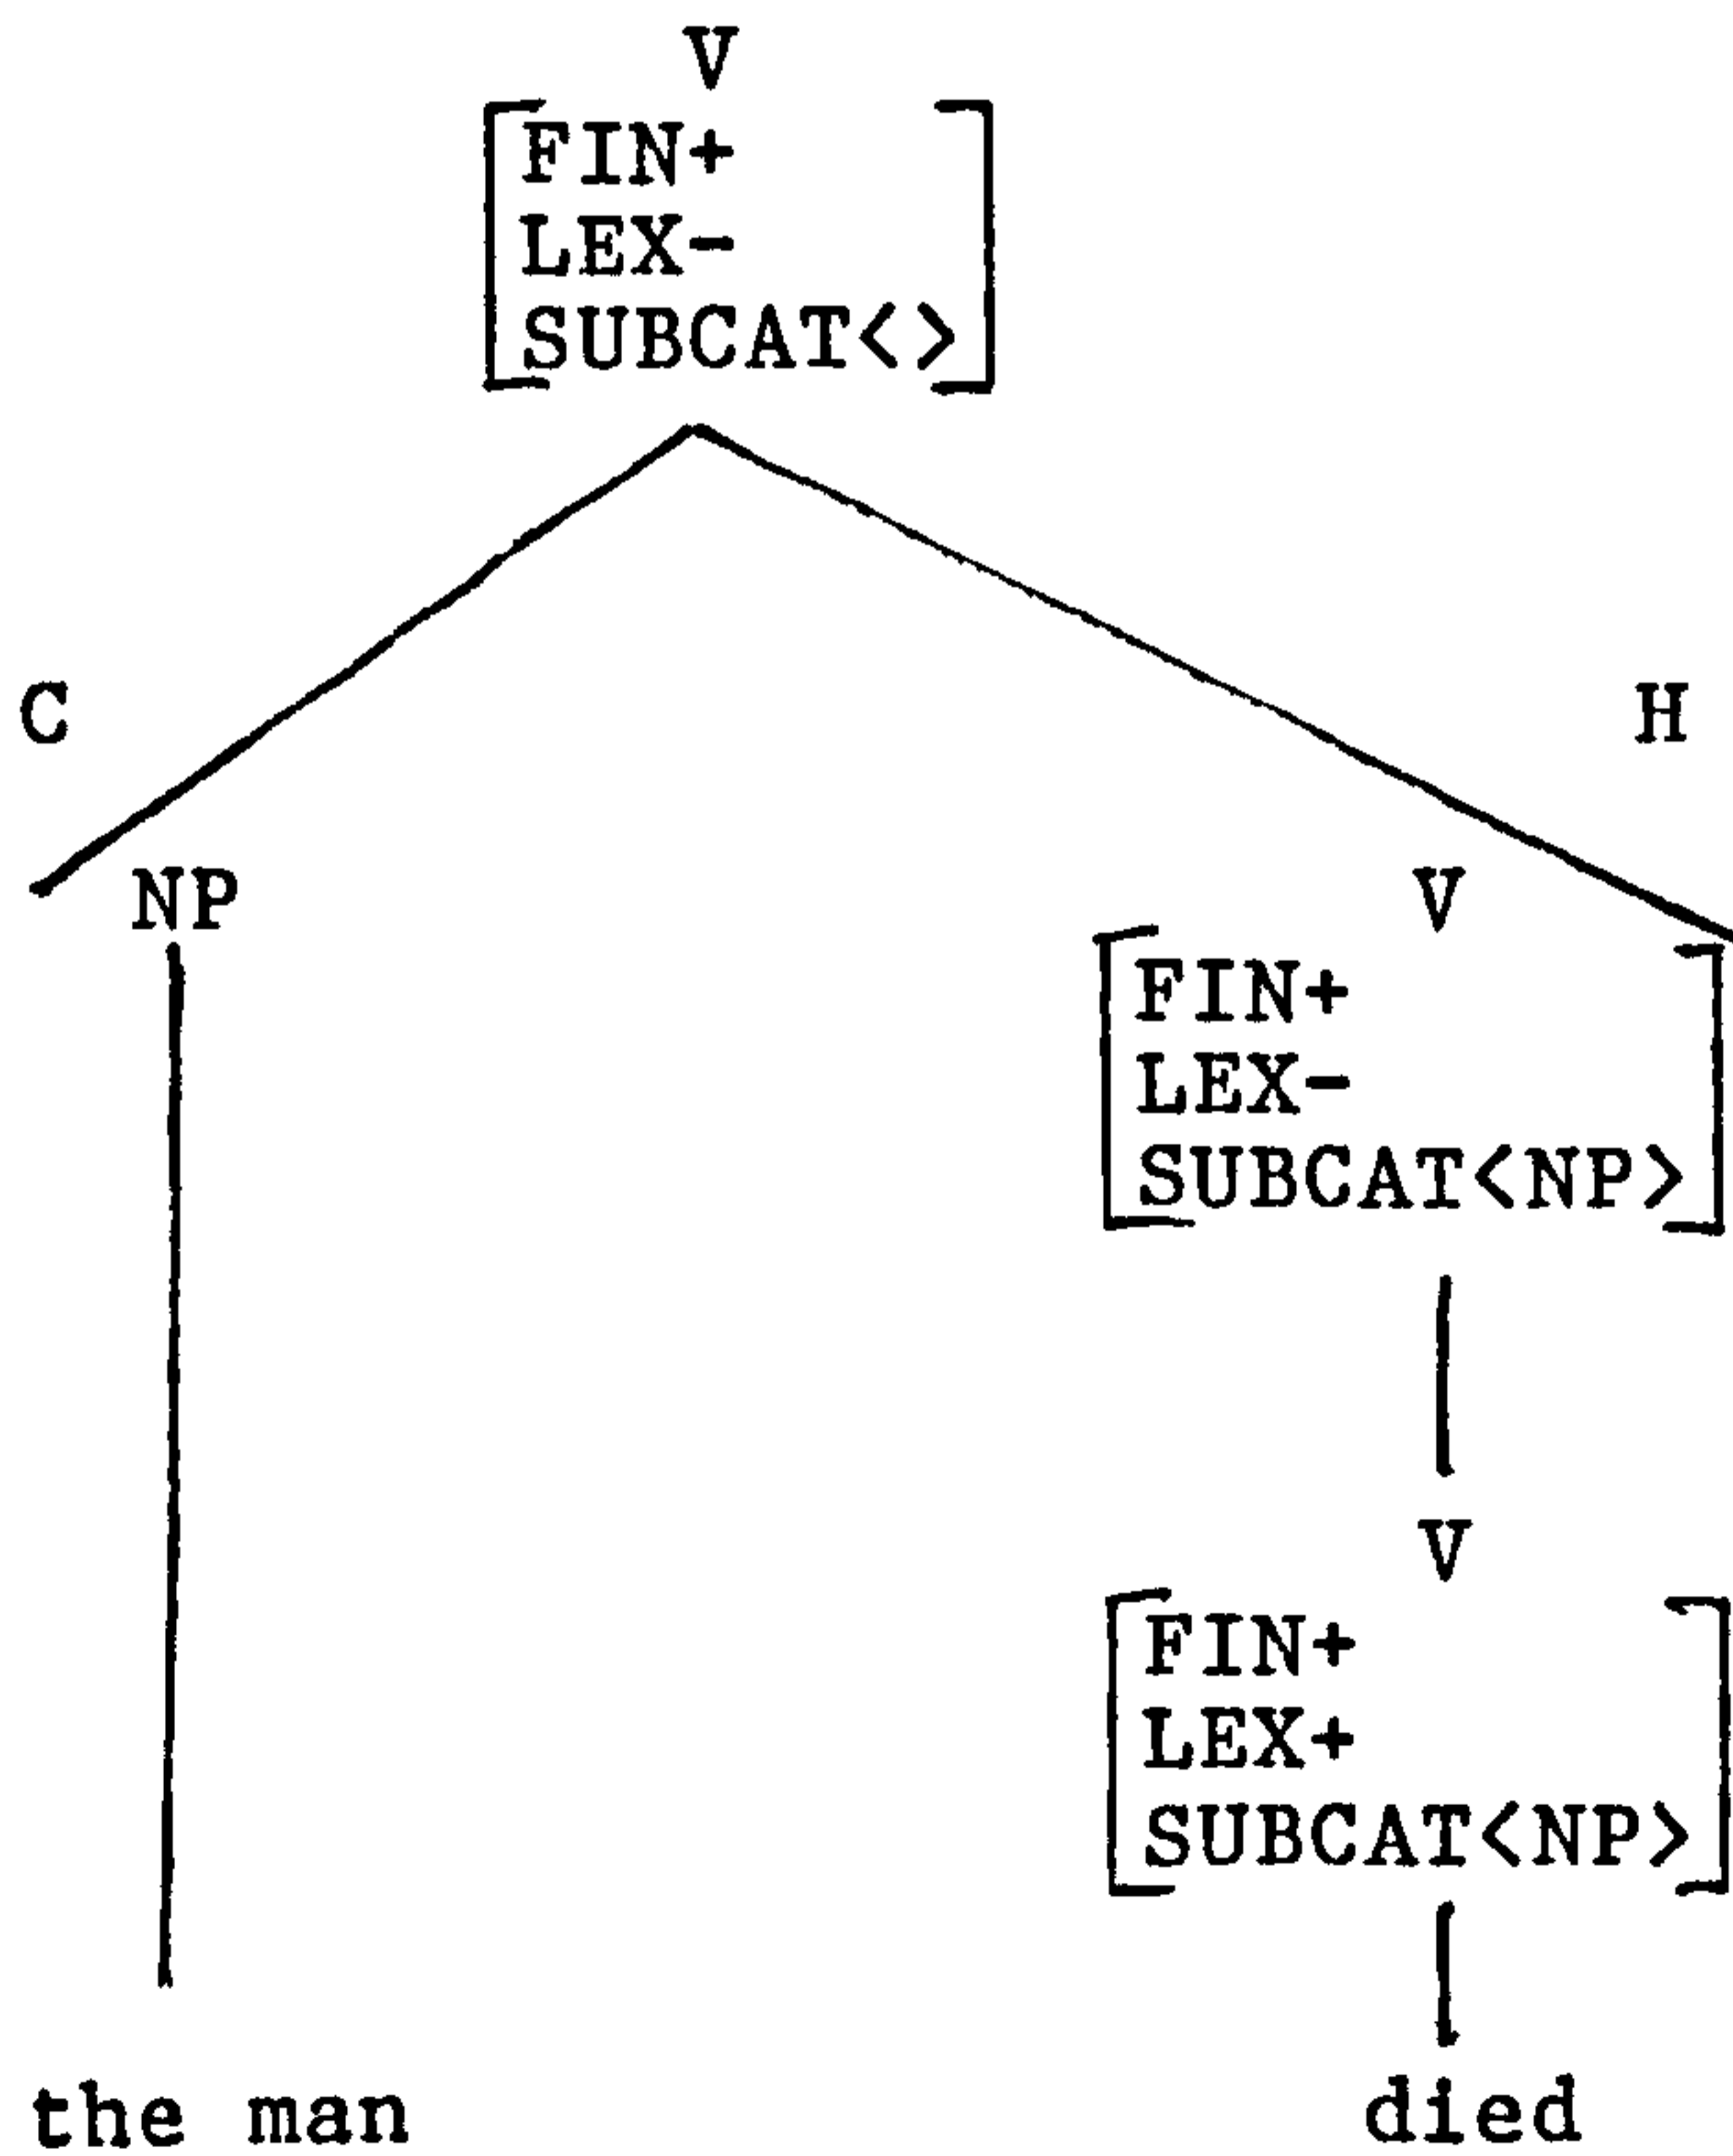 V
FIN+
LEX-
SUBCAT<>
C H
NP V
FIN+
LEX-
SUBCAT<NP>
V
FIN+
LEX+
SUBCAT<NP>
the man died